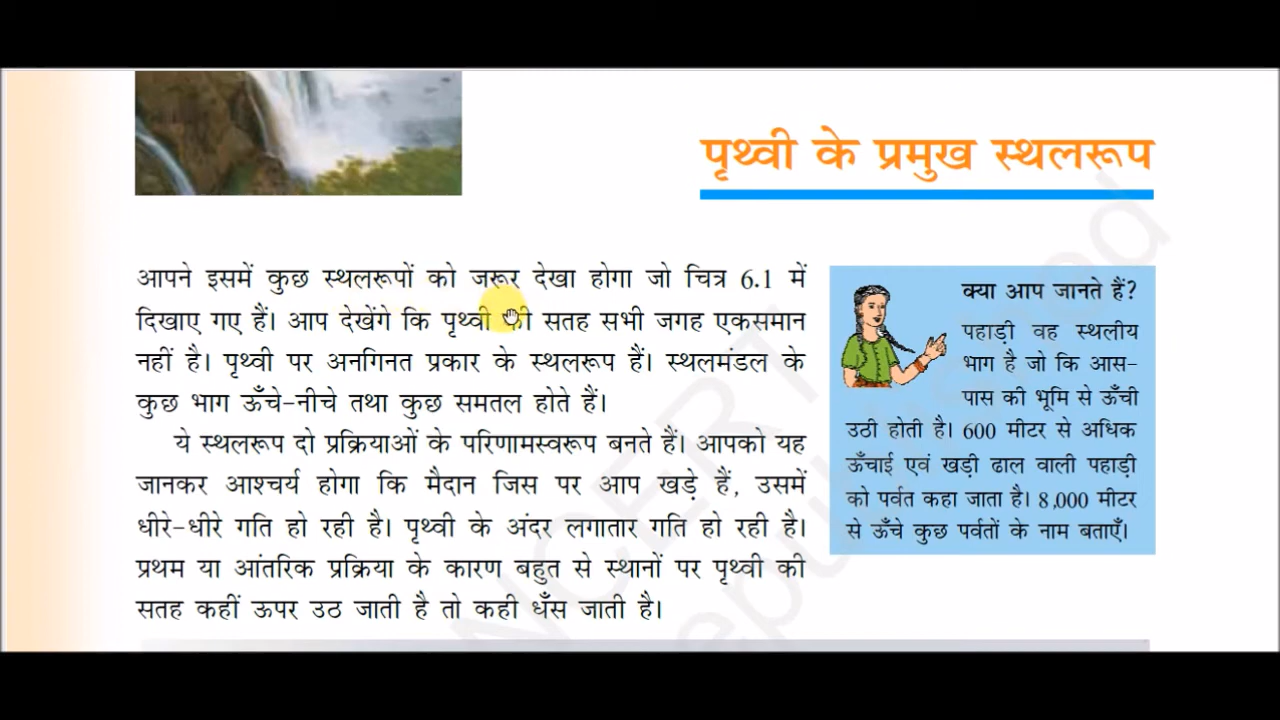 पृथ्वी के प्रमुख स्थलरूप
आपने इसमें कुछ स्थलरूपों को जरूर देखा होगा जो चित्र 6.1 में
दिखाए गए हैं। आप देखेंगे कि पृथ्वी की सतह सभी जगह एकसमान
नहीं है। पृथ्वी पर अनगिनत प्रकार के स्थलरूप हैं। स्थलमंडल के
कुछ भाग ऊँचे-नीचे तथा कुछ समतल होते हैं।
ये स्थलरूप दो प्रक्रियाओं के परिणामस्वरूप बनते हैं। आपको यह
जानकर आश्चर्य होगा कि मैदान जिस पर आप खड़े हैं, उसमें
धीरे-धीरे गति हो रही है। पृथ्वी के अंदर लगातार गति हो रही है।
प्रथम या आंतरिक प्रक्रिया के कारण बहुत से स्थानों पर पृथ्वी की
सतह कहीं ऊपर उठ जाती है तो कही धँस जाती है।
क्या आप जानते हैं?
पहाड़ी वह स्थलीय
भाग है जो कि आस-
पास की भूमि से ऊँची
उठी होती है। 600 मीटर से अधिक
ऊँचाई एवं खड़ी ढाल वाली पहाड़ी
को पर्वत कहा जाता है। 8,000 मीटर
से ऊँचे कुछ पर्वतों के नाम बताएँ।
NCERT